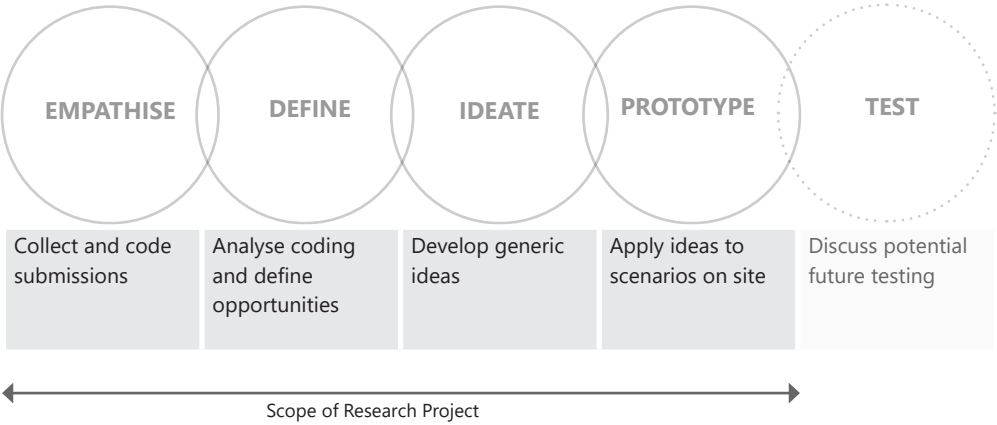 EMPATHISE
DEFINE
IDEATE
PROTOTYPE
TEST
Collect and code
submissions
Analyse coding
and define
opportunities
Develop generic
ideas
Apply ideas to
scenarios on site
Discuss potential
future testing
Scope of Research Project